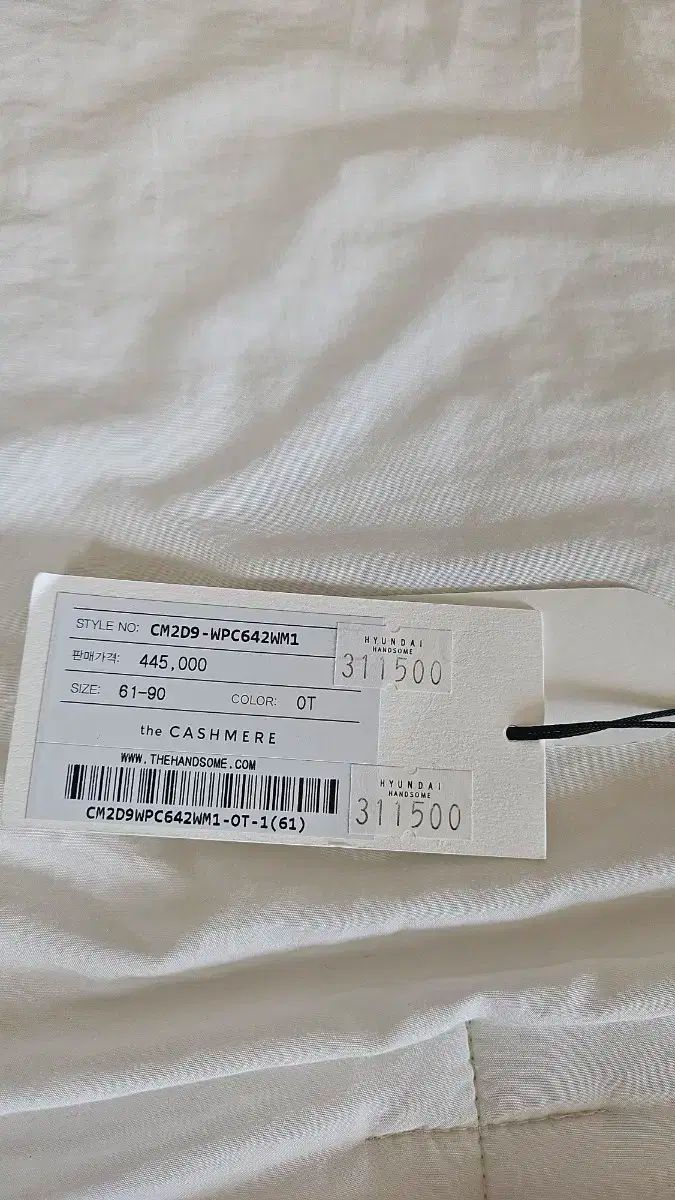 STYLE NO: CM2D9-WPC642WM1
판매가격: 445,000
SIZE: 61-90 COLOR: OT
the CASHMERE
WWW.THEHANDSOME.COM
CM2D9WPC642WM1-OT-1(61)
HYUNDAI
HANDSOME
311500
HYUNDAI
HANDSOME
311500